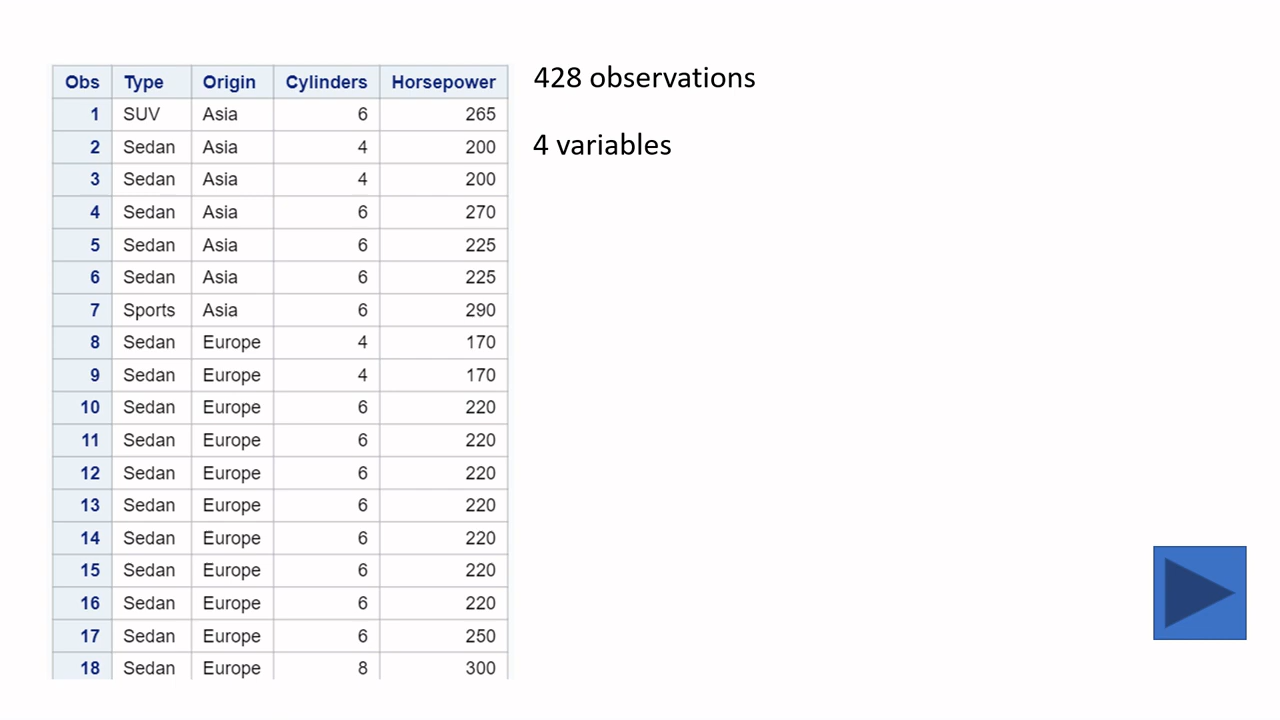 Obs Type Origin Cylinders Horsepower
1 SUV Asia 6 265
2 Sedan Asia 4 200
3 Sedan Asia 4 200
4 Sedan Asia 6 270
5 Sedan Asia 6 225
6 Sedan Asia 6 225
7 Sports Asia 6 290
8 Sedan Europe 4 170
9 Sedan Europe 4 170
10 Sedan Europe 6 220
11 Sedan Europe 6 220
12 Sedan Europe 6 220
13 Sedan Europe 6 220
14 Sedan Europe 6 220
15 Sedan Europe 6 220
16 Sedan Europe 6 220
17 Sedan Europe 6 250
18 Sedan Europe 8 300
428 observations
4 variables